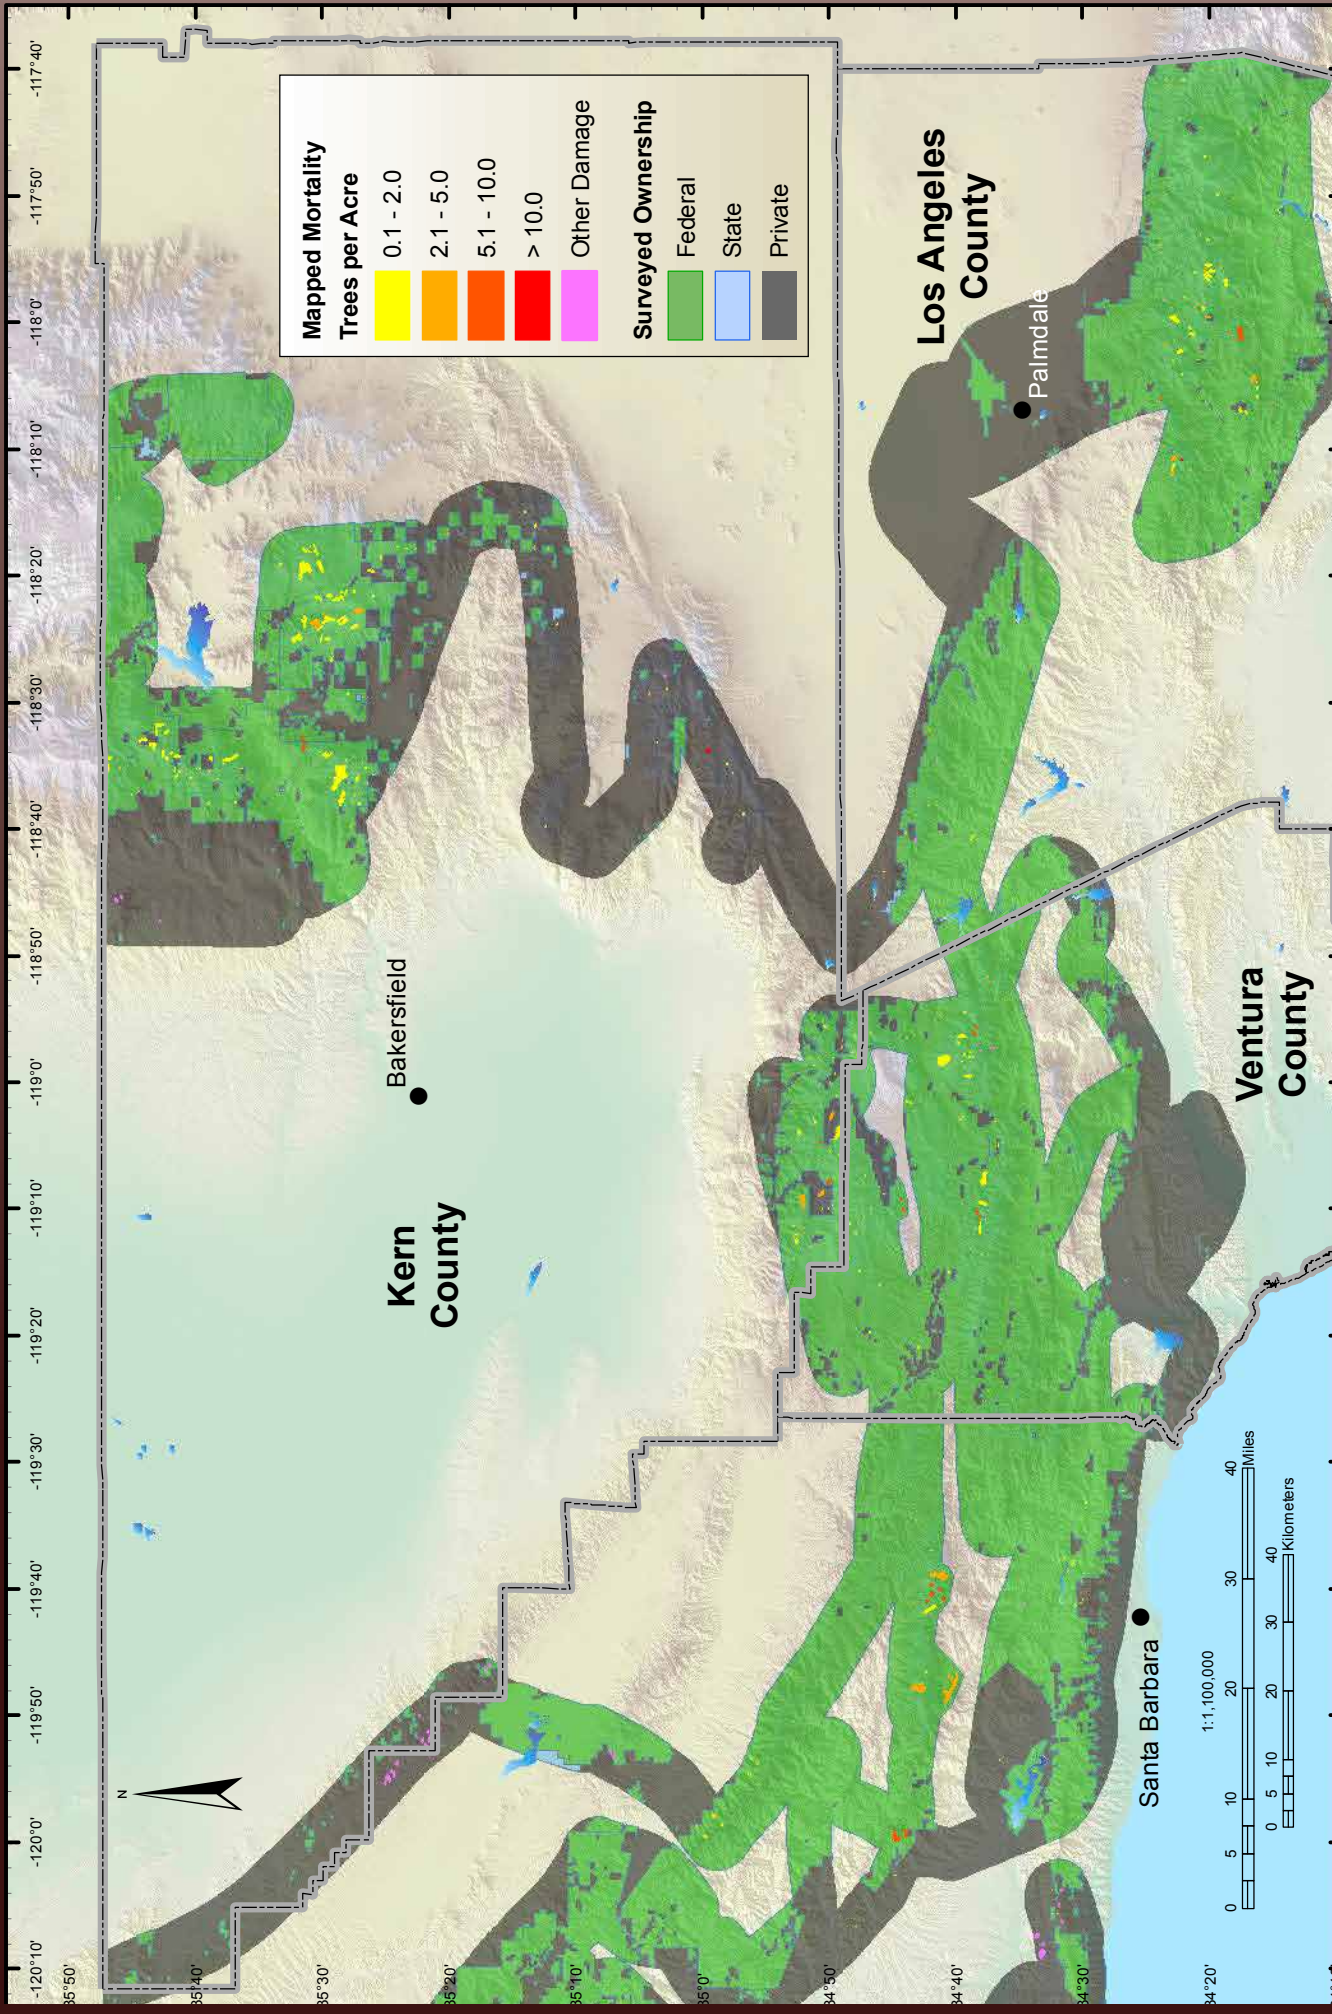 -120°10'
-120°0'
-119°50'
-119°40'
-119°30'
-119°20'
-119°10'
-119°0'
-118°50'
-118°40'
-118°30'
-118°20'
-118°10'
-118°0'
-117°50'
-117°40'
35°50'
35°40'
35°30'
35°20'
35°10'
35°0'
34°50'
34°40'
34°30'
34°20'
N
Mapped Mortality
Trees per Acre
0.1 - 2.0
2.1 - 5.0
5.1 - 10.0
> 10.0
Other Damage
Surveyed Ownership
Federal
State
Private
Bakersfield
Kern
County
Los Angeles
County
Palmdale
Ventura
County
Santa Barbara
1:1,100,000
0 5 10 20 30 40
Miles
0 5 10 20 30 40
Kilometers